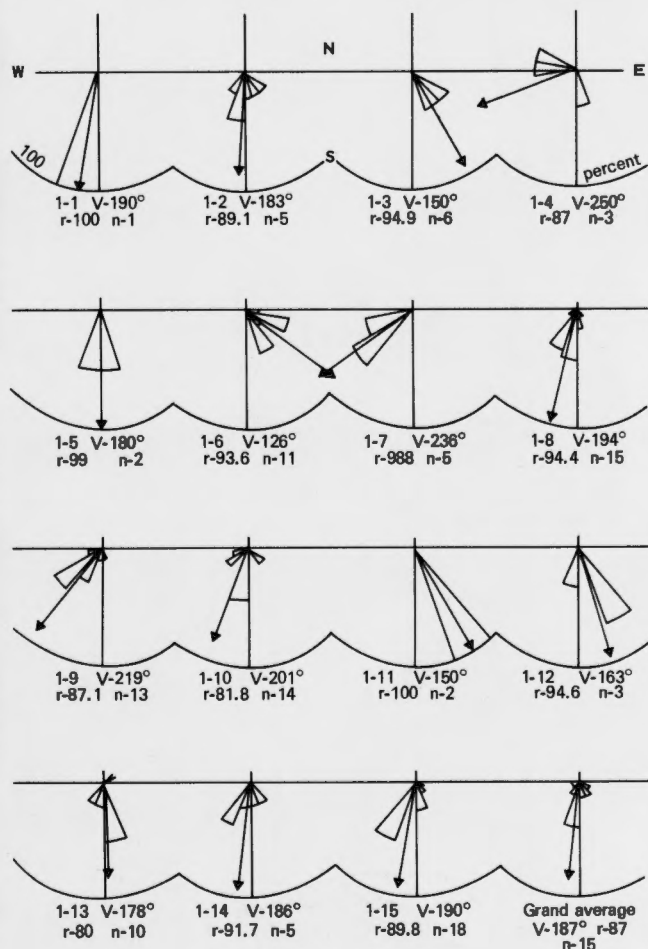 N
W
E
100
S
percent
1-1 V-190°
r-100 n-1
1-2 V-183°
r-89.1 n-5
1-3 V-150°
r-94.9 n-6
1-4 V-250°
r-87 n-3
1-5 V-180°
r-99 n-2
1-6 V-126°
r-93.6 n-11
1-7 V-236°
r-988 n-5
1-8 V-194°
r-94.4 n-15
1-9 V-219°
r-87.1 n-13
1-10 V-201°
r-81.8 n-14
1-11 V-150°
r-100 n-2
1-12 V-163°
r-94.6 n-3
1-13 V-178°
r-80 n-10
1-14 V-186°
r-91.7 n-5
1-15 V-190°
r-89.8 n-18
Grand average
V-187° r-87
n-15